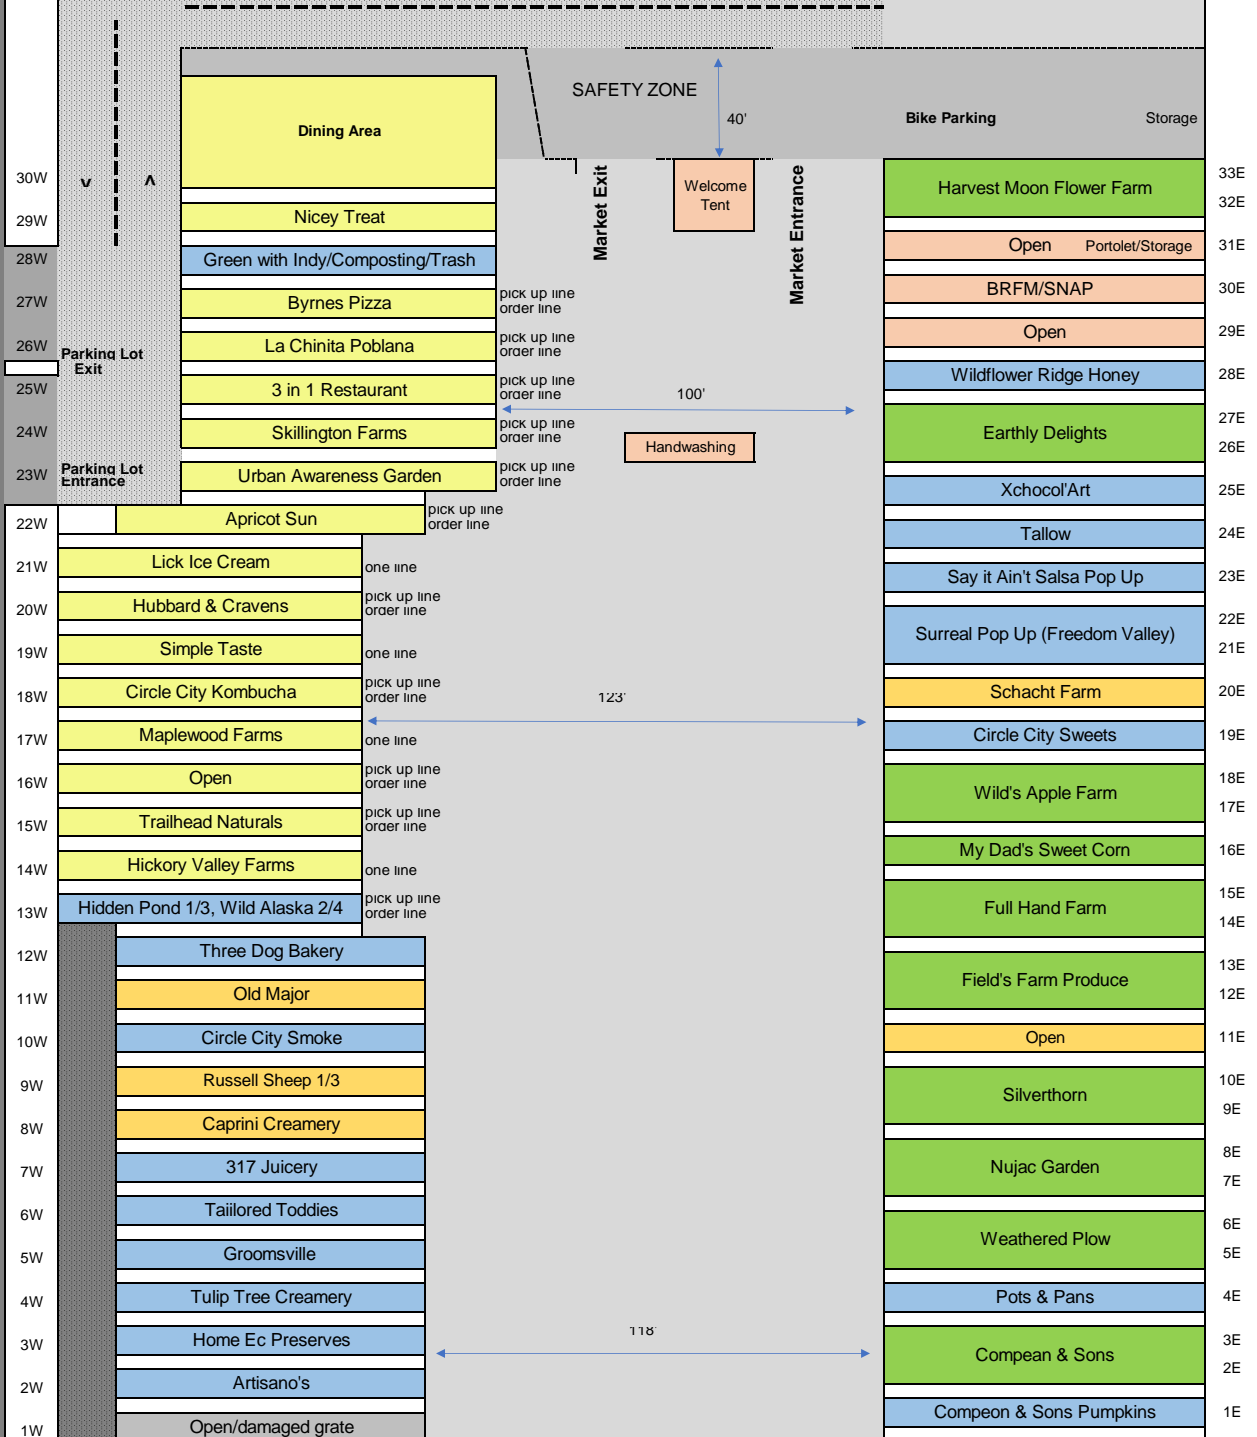 SAFETY ZONE
40'
Bike Parking
Storage
Dining Area
30W
v
^
Market Exit
Welcome
Tent
Market Entrance
Harvest Moon Flower Farm
33E
32E
29W
Nicey Treat
Open
Portolet/Storage
31E
28W
Green with Indy/Composting/Trash
27W
Byrnes Pizza
pick up line
order line
BRFM/SNAP
30E
26W
Parking Lot
Exit
La Chinita Poblana
pick up line
order line
Open
29E
25W
3 in 1 Restaurant
pick up line
order line
100'
Wildflower Ridge Honey
28E
24W
Skillington Farms
pick up line
order line
Handwashing
Earthly Delights
27E
26E
23W
Parking Lot
Entrance
Urban Awareness Garden
pick up line
order line
Xchocol'Art
25E
22W
Apricot Sun
pick up line
order line
Tallow
24E
21W
Lick Ice Cream
one line
Say it Ain't Salsa Pop Up
23E
20W
Hubbard & Cravens
pick up line
order line
Surreal Pop Up (Freedom Valley)
22E
21E
19W
Simple Taste
one line
18W
Circle City Kombucha
pick up line
order line
123'
Schacht Farm
20E
17W
Maplewood Farms
one line
Circle City Sweets
19E
16W
Open
pick up line
order line
Wild's Apple Farm
18E
17E
15W
Trailhead Naturals
pick up line
order line
My Dad's Sweet Corn
16E
14W
Hickory Valley Farms
one line
Full Hand Farm
15E
14E
13W
Hidden Pond 1/3, Wild Alaska 2/4
pick up line
order line
12W
Three Dog Bakery
Field's Farm Produce
13E
12E
11W
Old Major
10W
Circle City Smoke
Open
11E
9W
Russell Sheep 1/3
Silverthorn
10E
9E
8W
Caprini Creamery
7W
317 Juicery
Nujac Garden
8E
7E
6W
Taiilored Toddies
Weathered Plow
6E
5E
5W
Groomsville
4W
Tulip Tree Creamery
Pots & Pans
4E
3W
Home Ec Preserves
118'
Compean & Sons
3E
2E
2W
Artisano's
Compeon & Sons Pumpkins
1E
1W
Open/damaged grate